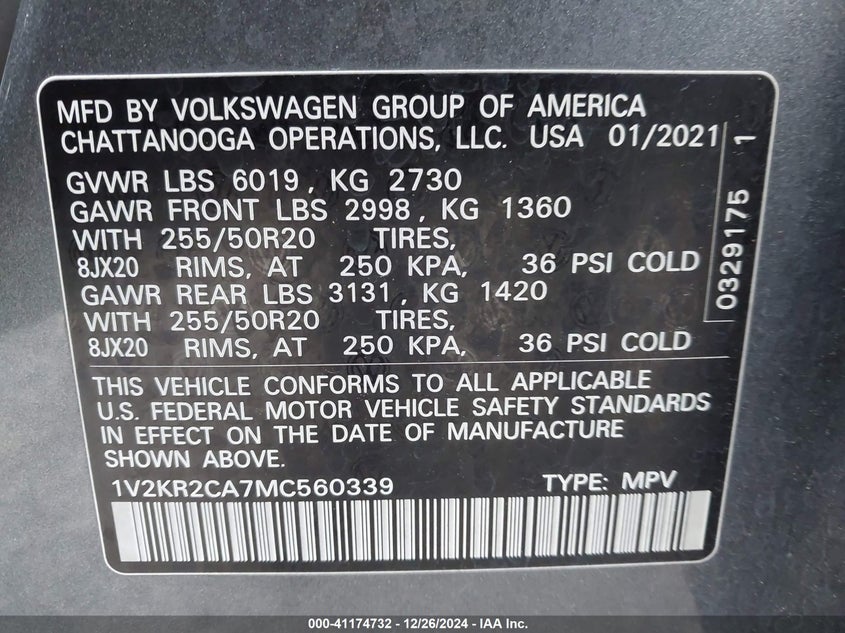 MFD BY VOLKSWAGEN GROUP OF AMERICA
CHATTANOOGA OPERATIONS, LLC. USA 01/2021
GVWR LBS 6019, KG 2730
GAWR FRONT LBS 2998, KG 1360
WITH 255/50R20 TIRES,
8JX20 RIMS, AT 250 KPA, 36 PSI COLD
GAWR REAR LBS 3131, KG 1420
WITH 255/50R20 TIRES,
8JX20 RIMS, AT 250 KPA, 36 PSI COLD
0329175 1
THIS VEHICLE CONFORMS TO ALL APPLICABLE
U.S. FEDERAL MOTOR VEHICLE SAFETY STANDARDS
IN EFFECT ON THE DATE OF MANUFACTURE
SHOWN ABOVE.
1V2KR2CA7MC560339 TYPE: MPV
000-41174732 - 12/26/2024 - IAA Inc.